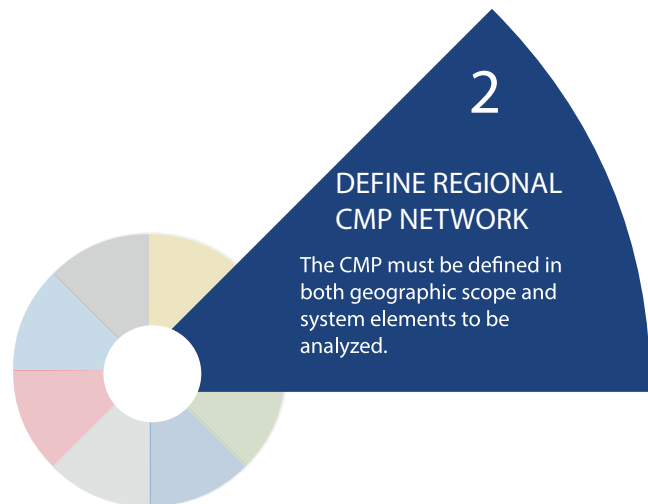 2
DEFINE REGIONAL
CMP NETWORK
The CMP must be defined in
both geographic scope and
system elements to be
analyzed.